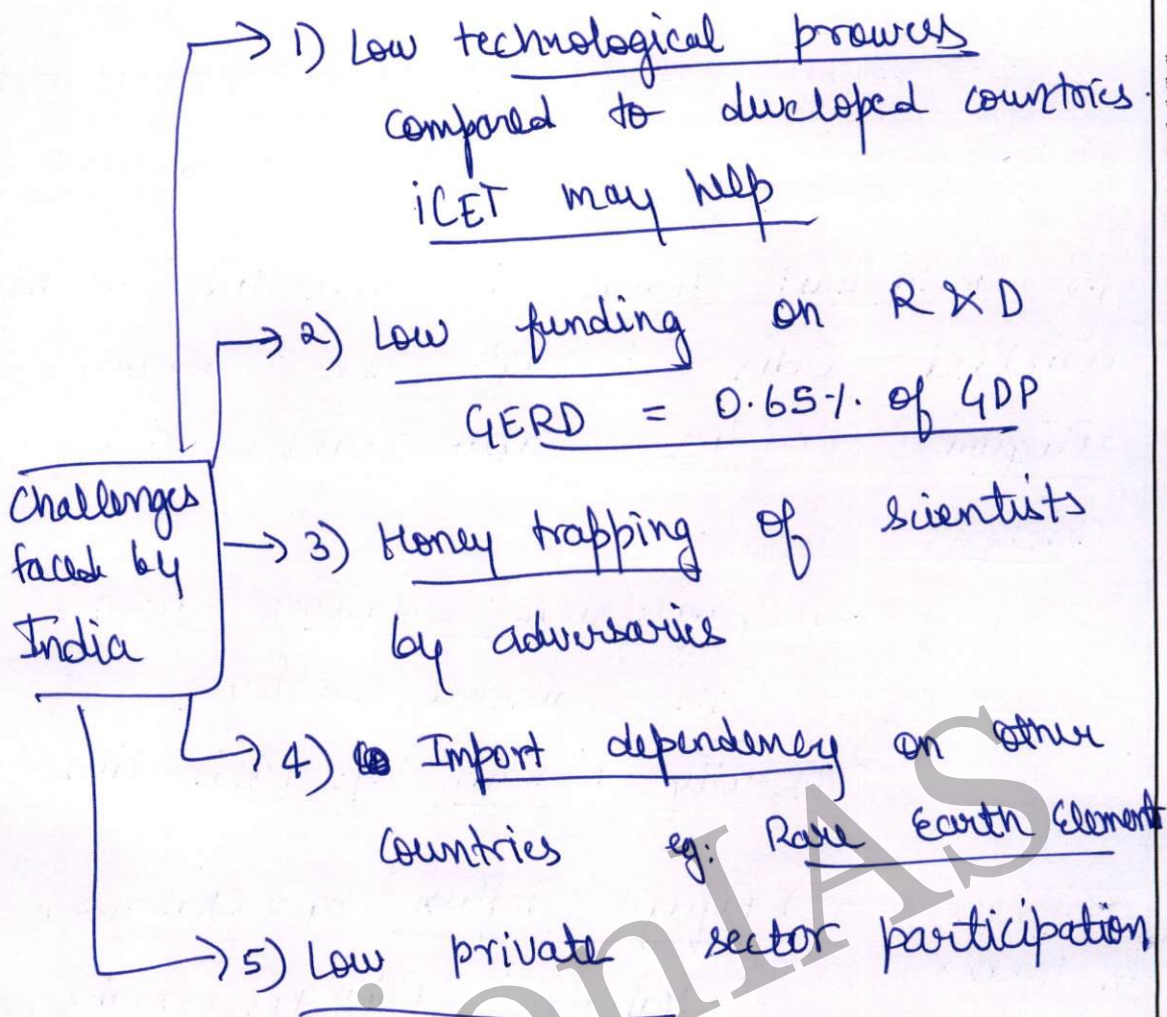 1) Low technological prowess
compared to developed countries.
iCET may help
2) Low funding on R & D
GERD = 0.65% of GDP
Challenges
faced by
India
3) Honey trapping of scientists
by adversaries
4) Import dependency on other
countries eg: Rare Earth Element
5) Low private sector participation
onIAS